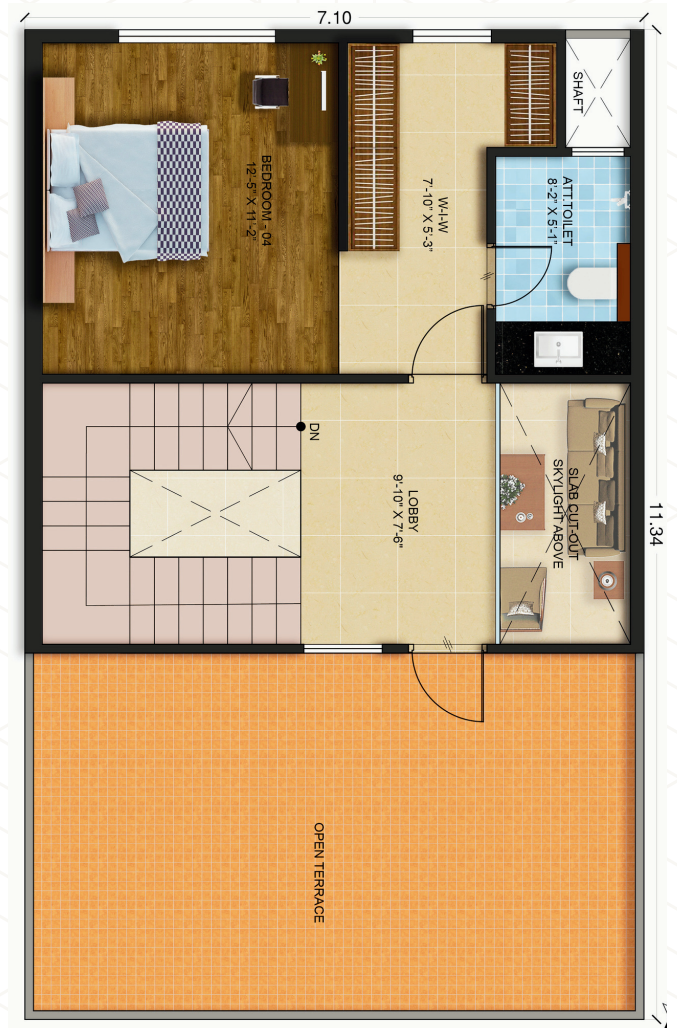 7.10
SHAFT
BEDROOM - 04
12'-5" X 11'-2"
W-I-W
7'-10" X 5'-3"
ATT.TOILET
8'-2" X 5'-1"
DN
LOBBY
9'-10" X 7'-6"
SLAB CUT-OUT
SKYLIGHT ABOVE
11.34
OPEN TERRACE